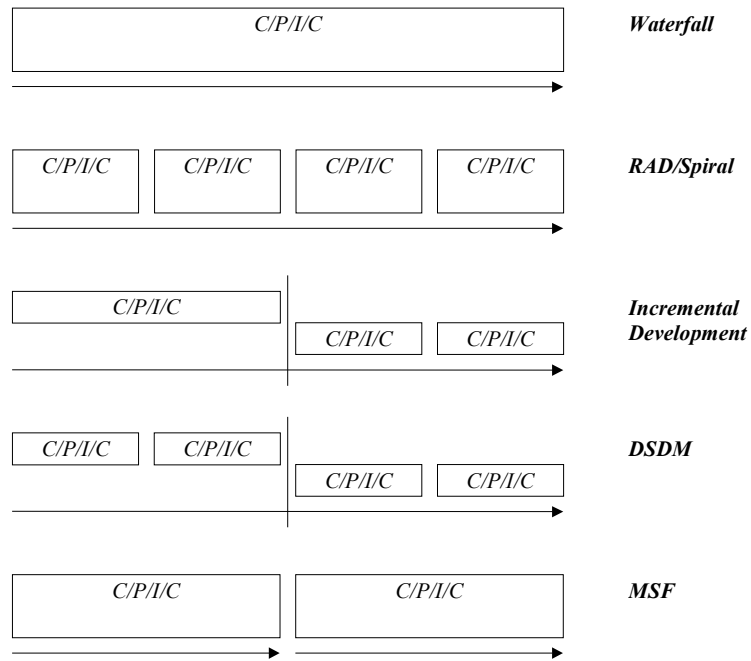 C/P/I/C Waterfall
C/P/I/C C/P/I/C C/P/I/C C/P/I/C RAD/Spiral
C/P/I/C Incremental
C/P/I/C C/P/I/C Development
C/P/I/C C/P/I/C DSDM
C/P/I/C C/P/I/C
C/P/I/C C/P/I/C MSF